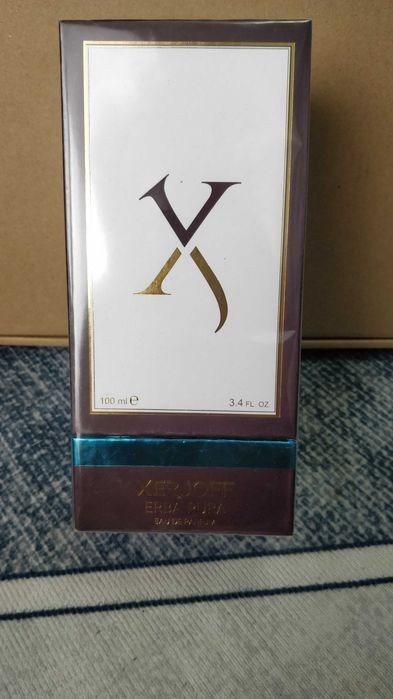 X
100 ml ℮ 3.4 FL. OZ.
XERJOFF
ERBA PURA
EAU DE PARFUM